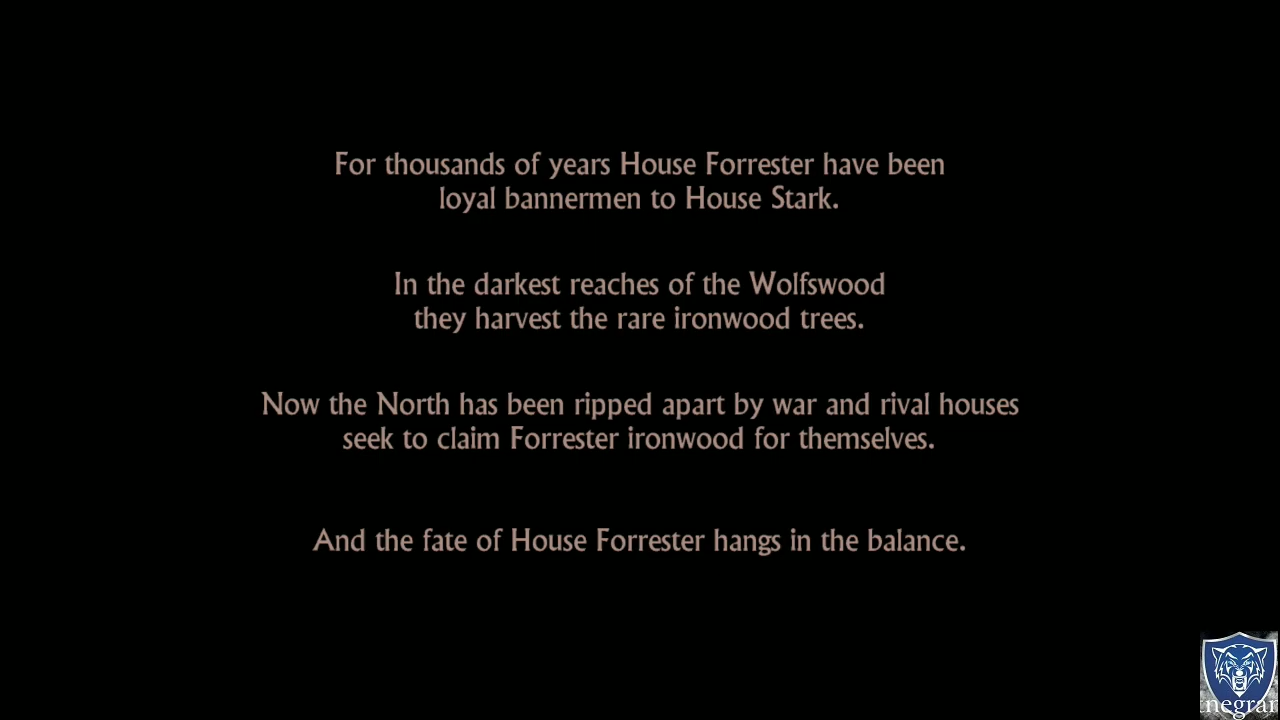 For thousands of years House Forrester have been
loyal bannermen to House Stark.
In the darkest reaches of the Wolfswood
they harvest the rare ironwood trees.
Now the North has been ripped apart by war and rival houses
seek to claim Forrester ironwood for themselves.
And the fate of House Forrester hangs in the balance.